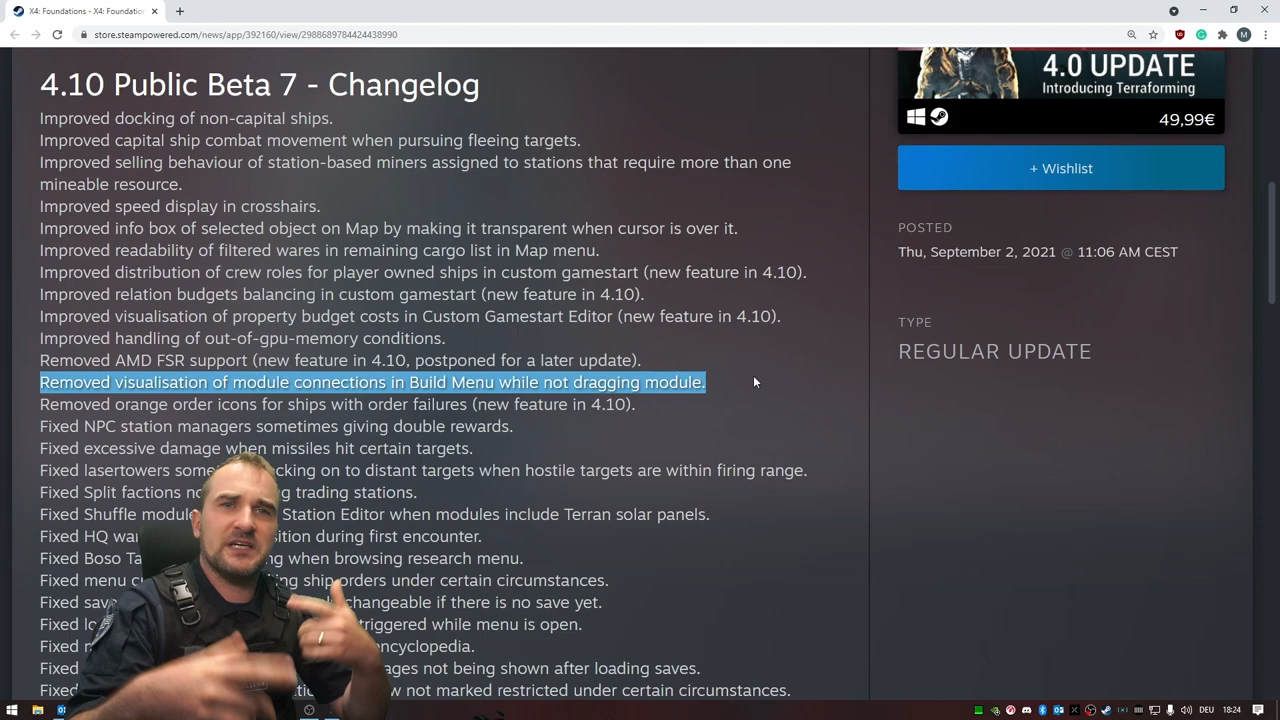 X4: Foundations - X4: Foundation
store.steampowered.com/news/app/392160/view/2988689784424438990
M
4.10 Public Beta 7 - Changelog
Improved docking of non-capital ships.
Improved capital ship combat movement when pursuing fleeing targets.
Improved selling behaviour of station-based miners assigned to stations that require more than one
mineable resource.
Improved speed display in crosshairs.
Improved info box of selected object on Map by making it transparent when cursor is over it.
Improved readability of filtered wares in remaining cargo list in Map menu.
Improved distribution of crew roles for player owned ships in custom gamestart (new feature in 4.10).
Improved relation budgets balancing in custom gamestart (new feature in 4.10).
Improved visualisation of property budget costs in Custom Gamestart Editor (new feature in 4.10).
Improved handling of out-of-gpu-memory conditions.
Removed AMD FSR support (new feature in 4.10, postponed for a later update).
Removed visualisation of module connections in Build Menu while not dragging module.
Removed orange order icons for ships with order failures (new feature in 4.10).
Fixed NPC station managers sometimes giving double rewards.
Fixed excessive damage when missiles hit certain targets.
Fixed lasertowers some cking on to distant targets when hostile targets are within firing range.
Fixed Split factions no g trading stations.
Fixed Shuffle module Station Editor when modules include Terran solar panels.
Fixed HQ wa sition during first encounter.
Fixed Boso Ta ng when browsing research menu.
Fixed menu c ing ship orders under certain circumstances.
Fixed sav changeable if there is no save yet.
Fixed lo triggered while menu is open.
Fixed encyclopedia.
Fixed ages not being shown after loading saves.
Fixed w not marked restricted under certain circumstances.
4.0 UPDATE
Introducing Terraforming
49,99€
+ Wishlist
POSTED
Thu, September 2, 2021 @ 11:06 AM CEST
TYPE
REGULAR UPDATE
DEU
18:24